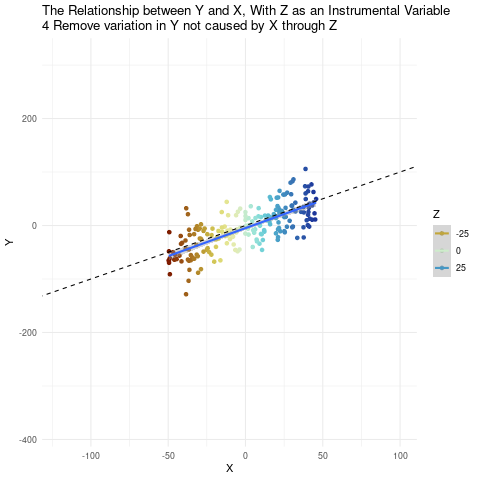 The Relationship between Y and X, With Z as an Instrumental Variable
4 Remove variation in Y not caused by X through Z
200
0
-200
-400
Y
-100
-50
0
50
100
X
Z
-25
0
25